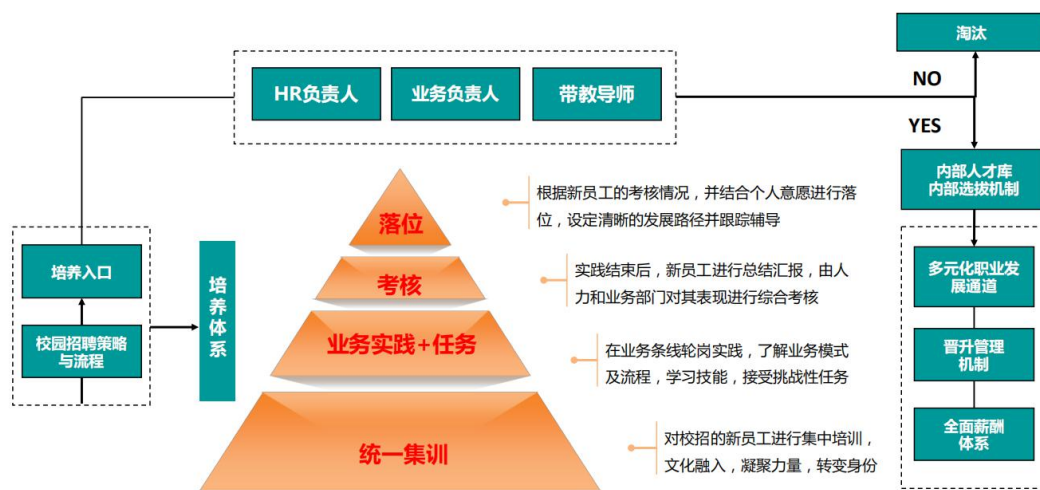 淘汰
HR负责人
业务负责人
带教导师
NO
YES
内部人才库
内部选拔机制
落位
根据新员工的考核情况，并结合个人意愿进行落
位，设定清晰的发展路径并跟踪辅导
培养入口
校园招聘策略
与流程
培养体系
考核
实践结束后，新员工进行总结汇报，由人
力和业务部门对其表现进行综合考核
多元化职业发
展通道
业务实践+任务
在业务条线轮岗实践，了解业务模式
及流程，学习技能，接受挑战性任务
晋升管理
机制
统一集训
对校招的新员工进行集中培训，
文化融入，凝聚力量，转变身份
全面薪酬
体系